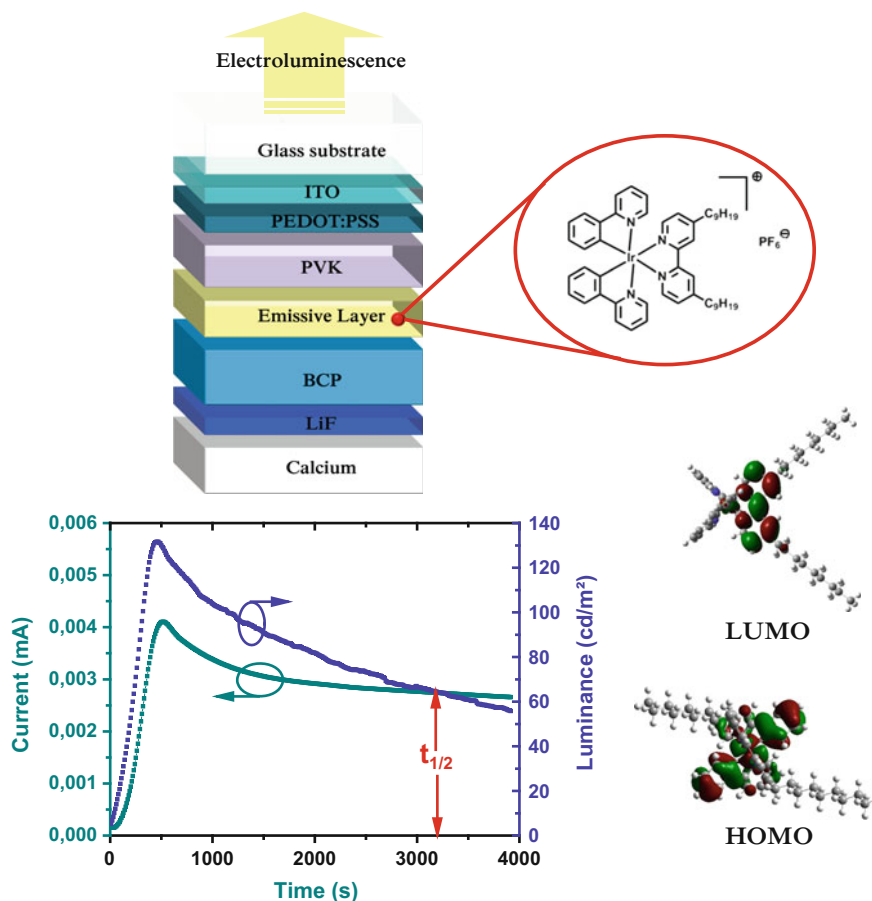 Electroluminescence
Glass substrate
ITO
PEDOT:PSS
PVK
Emissive Layer
BCP
LiF
Calcium
⊕
N
C₉H₁₉
N
PF₆⊖
Ir
N
N
C₉H₁₉
LUMO
HOMO
0,006
0,005
0,004
0,003
0,002
0,001
0,000
Current (mA)
140
120
100
80
60
40
20
0
Luminance (cd/m²)
t₁/₂
0 1000 2000 3000 4000
Time (s)